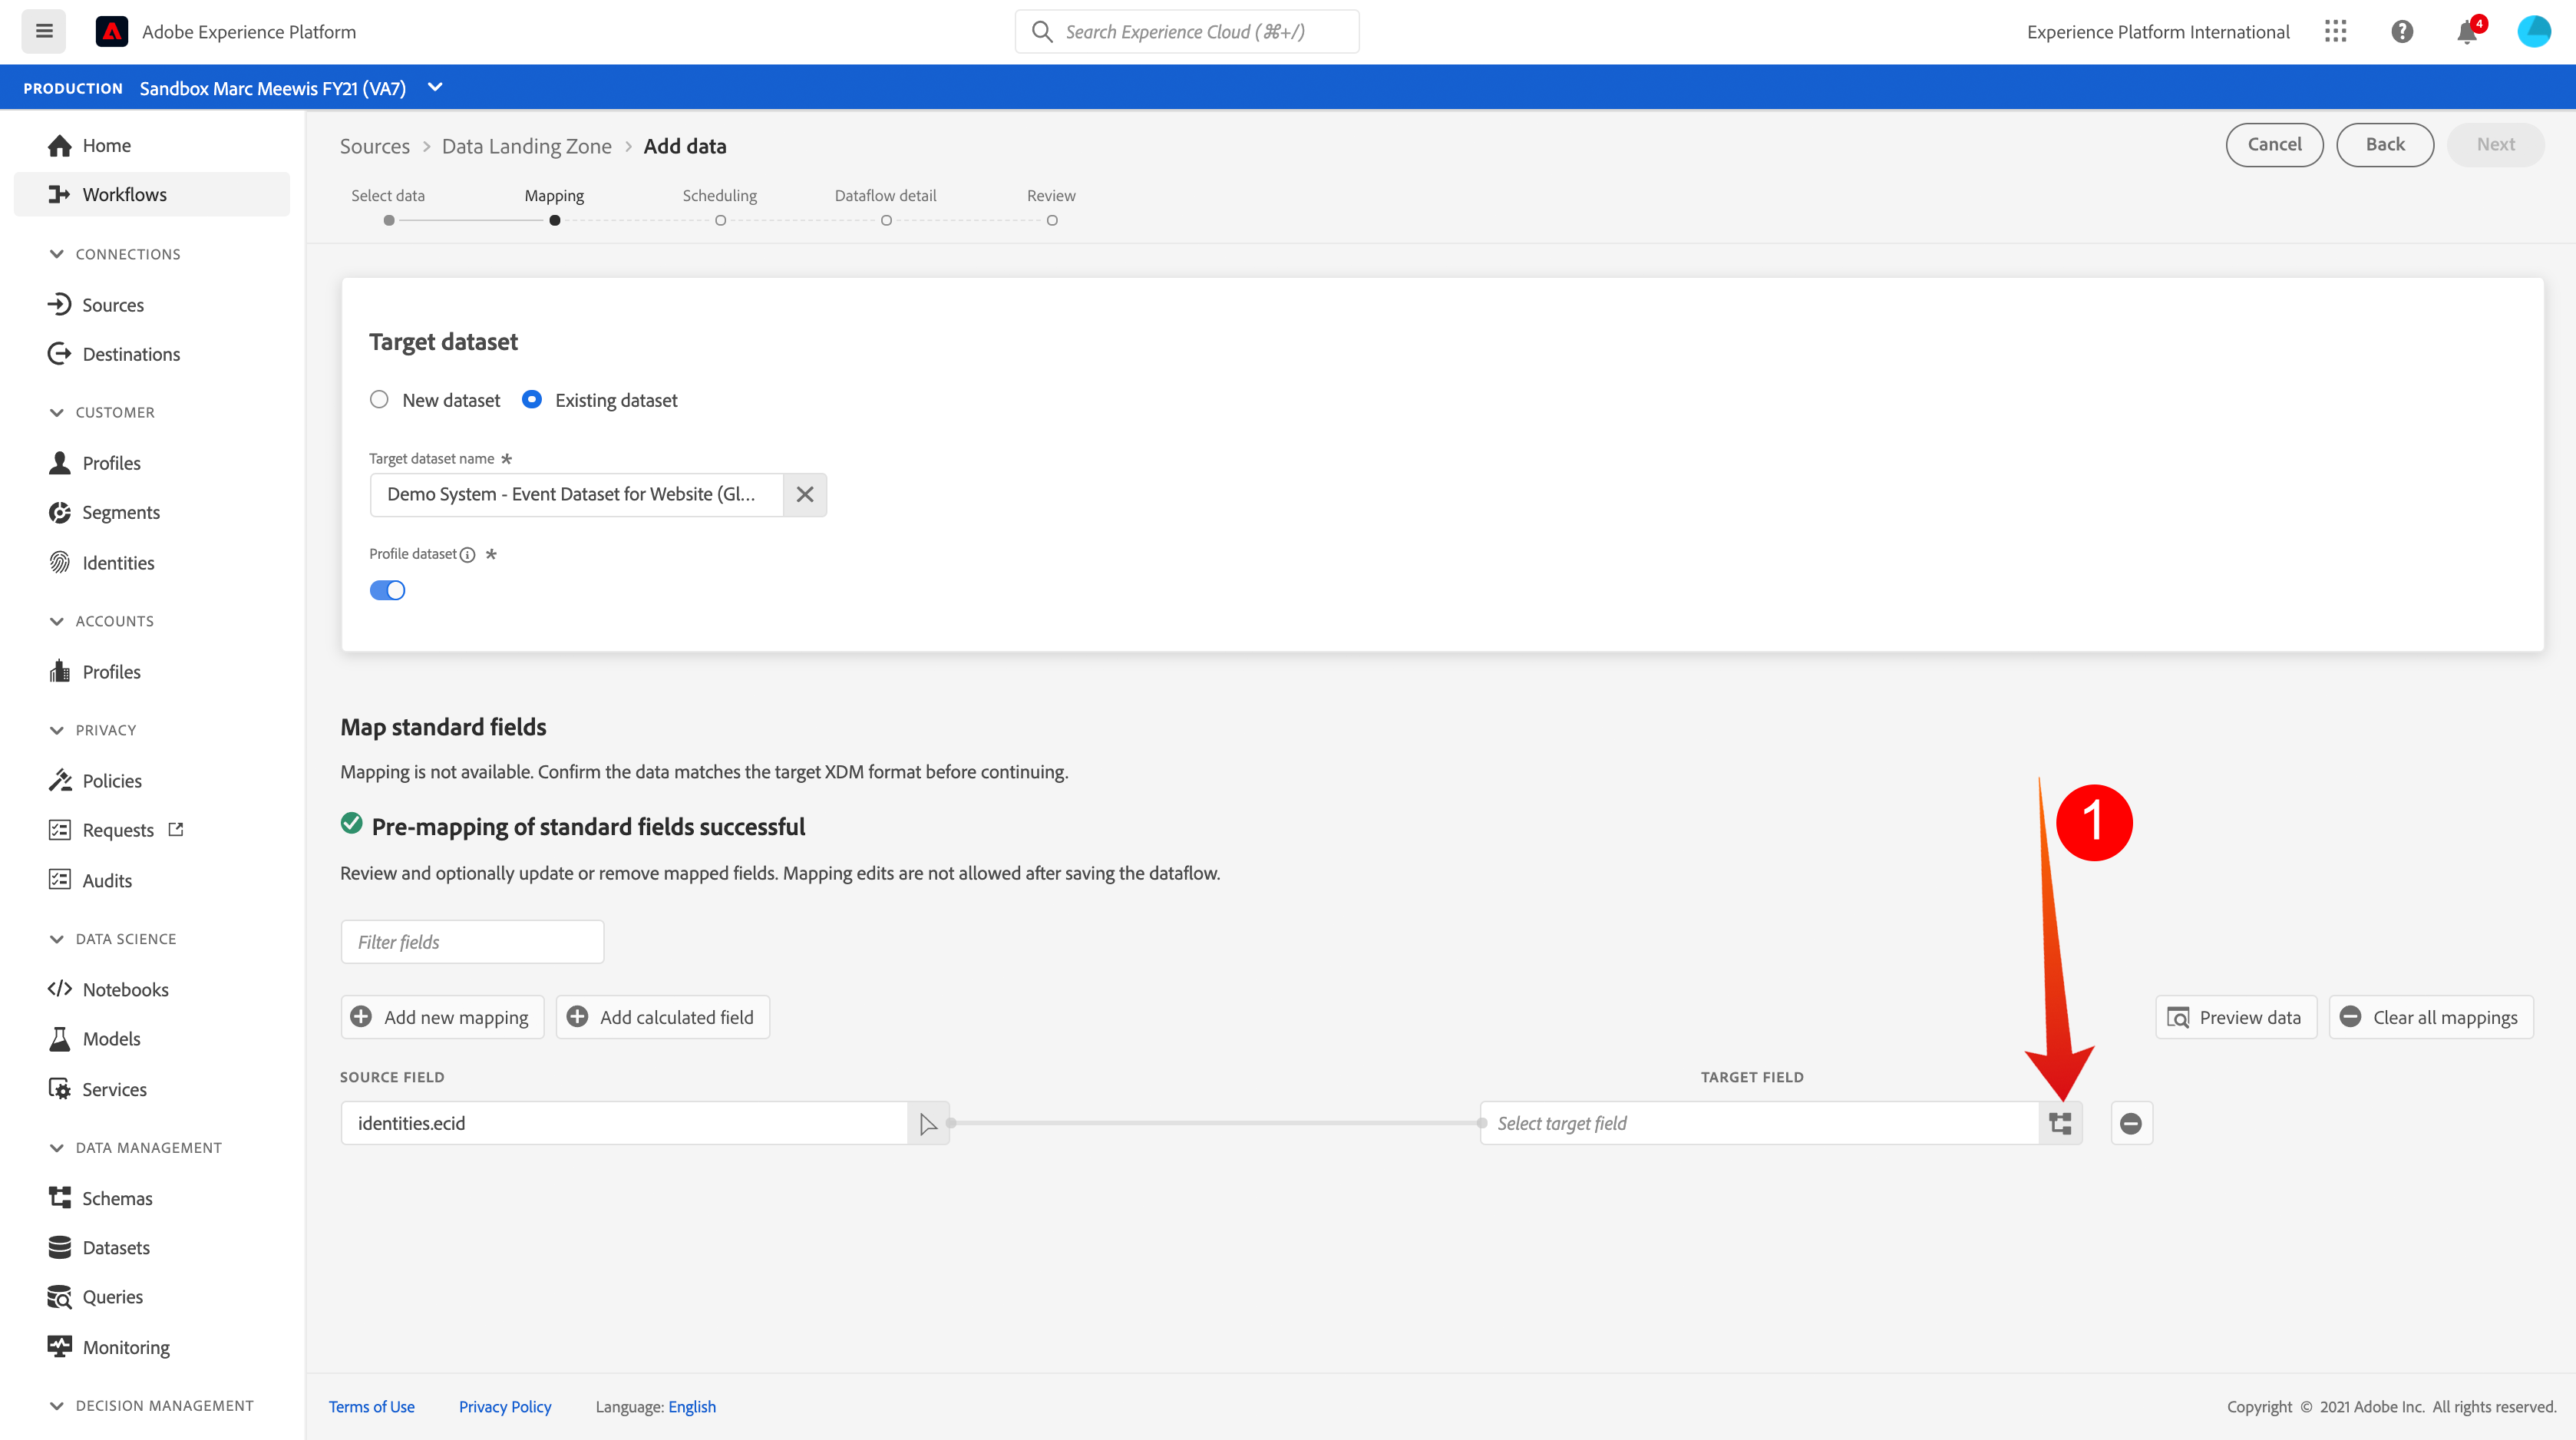 Adobe Experience Platform
Search Experience Cloud (⌘+/)
Experience Platform International
4
PRODUCTION Sandbox Marc Meewis FY21 (VA7)
Home
Workflows
CONNECTIONS
Sources
Destinations
CUSTOMER
Profiles
Segments
Identities
ACCOUNTS
Profiles
PRIVACY
Policies
Requests
Audits
DATA SCIENCE
Notebooks
Models
Services
DATA MANAGEMENT
Schemas
Datasets
Queries
Monitoring
DECISION MANAGEMENT
Sources > Data Landing Zone > Add data
Cancel Back Next
Select data Mapping Scheduling Dataflow detail Review
Target dataset
New dataset Existing dataset
Target dataset name *
Demo System - Event Dataset for Website (Gl...
Profile dataset *
Map standard fields
Mapping is not available. Confirm the data matches the target XDM format before continuing.
1
Pre-mapping of standard fields successful
Review and optionally update or remove mapped fields. Mapping edits are not allowed after saving the dataflow.
Filter fields
Add new mapping Add calculated field Preview data Clear all mappings
SOURCE FIELD TARGET FIELD
identities.ecid Select target field
Terms of Use Privacy Policy Language: English Copyright © 2021 Adobe Inc. All rights reserved.